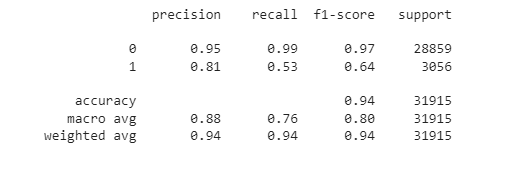 precision recall f1-score support
0 0.95 0.99 0.97 28859
1 0.81 0.53 0.64 3056
accuracy 0.94 31915
macro avg 0.88 0.76 0.80 31915
weighted avg 0.94 0.94 0.94 31915